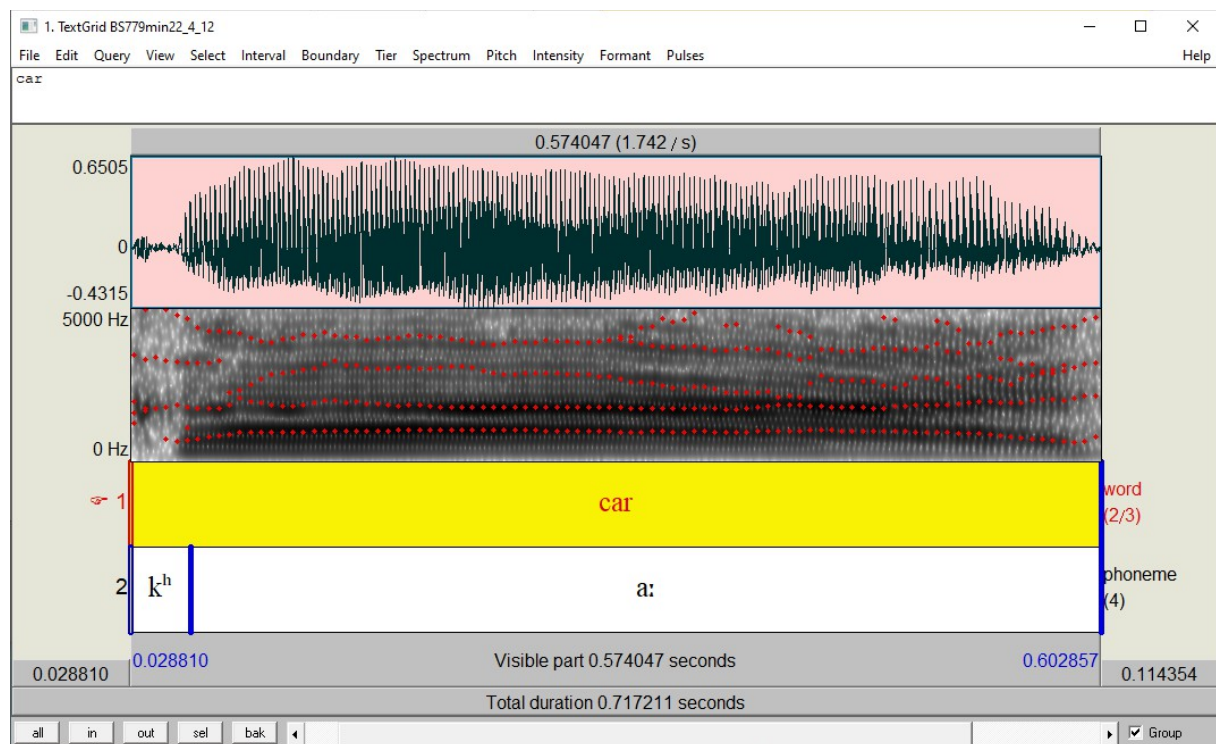 1. TextGrid BS779min22_4_12
File Edit Query View Select Interval Boundary Tier Spectrum Pitch Intensity Formant Pulses Help
car
0.574047 (1.742 / s)
0.6505
0
-0.4315
5000 Hz
0 Hz
☞ 1 car word
(2/3)
2 kʰ aː phoneme
(4)
0.028810 Visible part 0.574047 seconds 0.602857
0.028810 0.114354
Total duration 0.717211 seconds
all in out sel bak Group